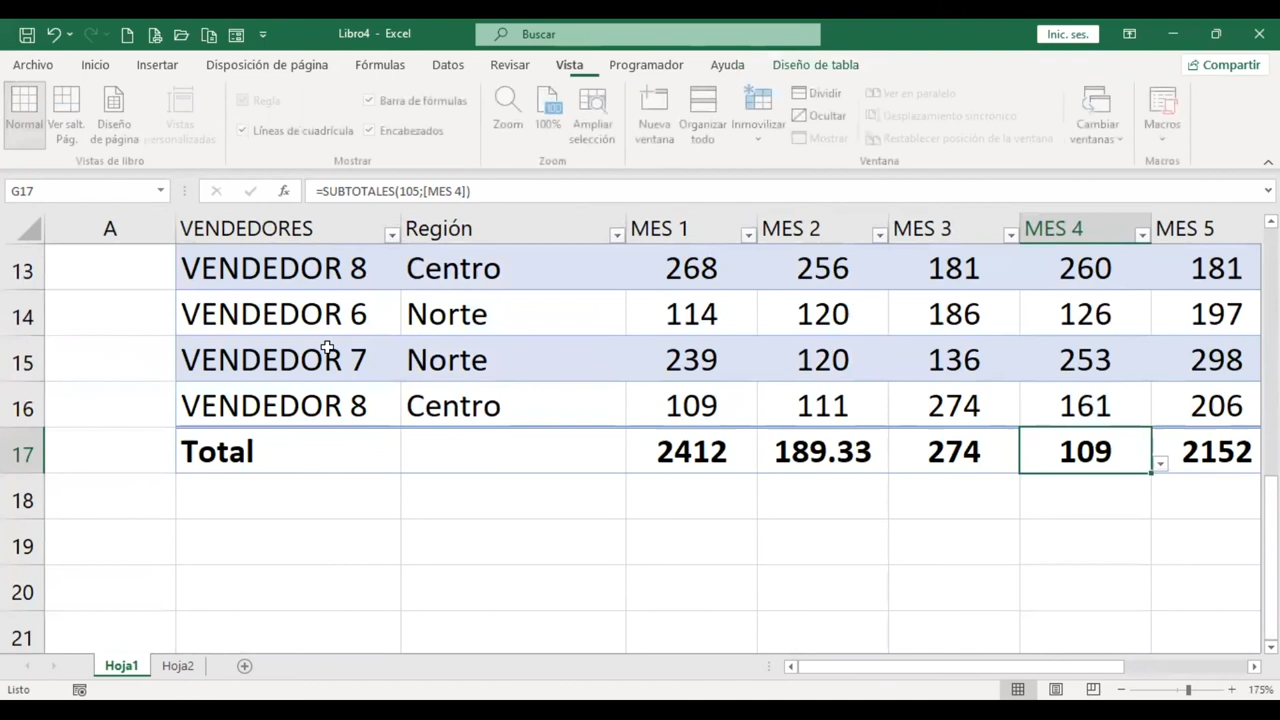 Libro4 - Excel
Buscar
Inic. ses.
Archivo Inicio Insertar Disposición de página Fórmulas Datos Revisar Vista Programador Ayuda Diseño de tabla Compartir
Normal
Ver salt. Pág.
Diseño de página
Vistas personalizadas
Vistas de libro
Regla
Barra de fórmulas
Líneas de cuadrícula
Encabezados
Mostrar
Zoom
100%
Ampliar selección
Zoom
Nueva ventana
Organizar todo
Inmovilizar
Dividir
Ocultar
Mostrar
Ver en paralelo
Desplazamiento sincrónico
Restablecer posición de la ventana
Cambiar ventanas
Ventana
Macros
Macros
G17
fx
=SUBTOTALES(105;[MES 4])
A VENDEDORES Región MES 1 MES 2 MES 3 MES 4 MES 5
13 VENDEDOR 8 Centro 268 256 181 260 181
14 VENDEDOR 6 Norte 114 120 186 126 197
15 VENDEDOR 7 Norte 239 120 136 253 298
16 VENDEDOR 8 Centro 109 111 274 161 206
17 Total 2412 189.33 274 109 2152
18
19
20
21
Hoja1 Hoja2
Listo
175%